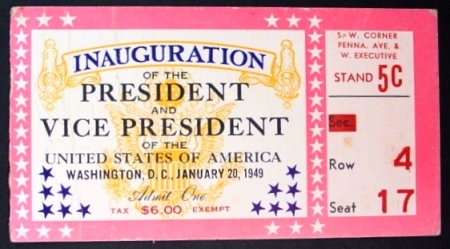 INAUGURATION
OF THE
PRESIDENT
AND
VICE PRESIDENT
OF THE
UNITED STATES OF AMERICA
WASHINGTON, D. C., JANUARY 20, 1949
Admit One
TAX $6.00 EXEMPT
S. W. CORNER
PENNA. AVE. &
W. EXECUTIVE
STAND 5C
Sec.
Row 4
Seat 17